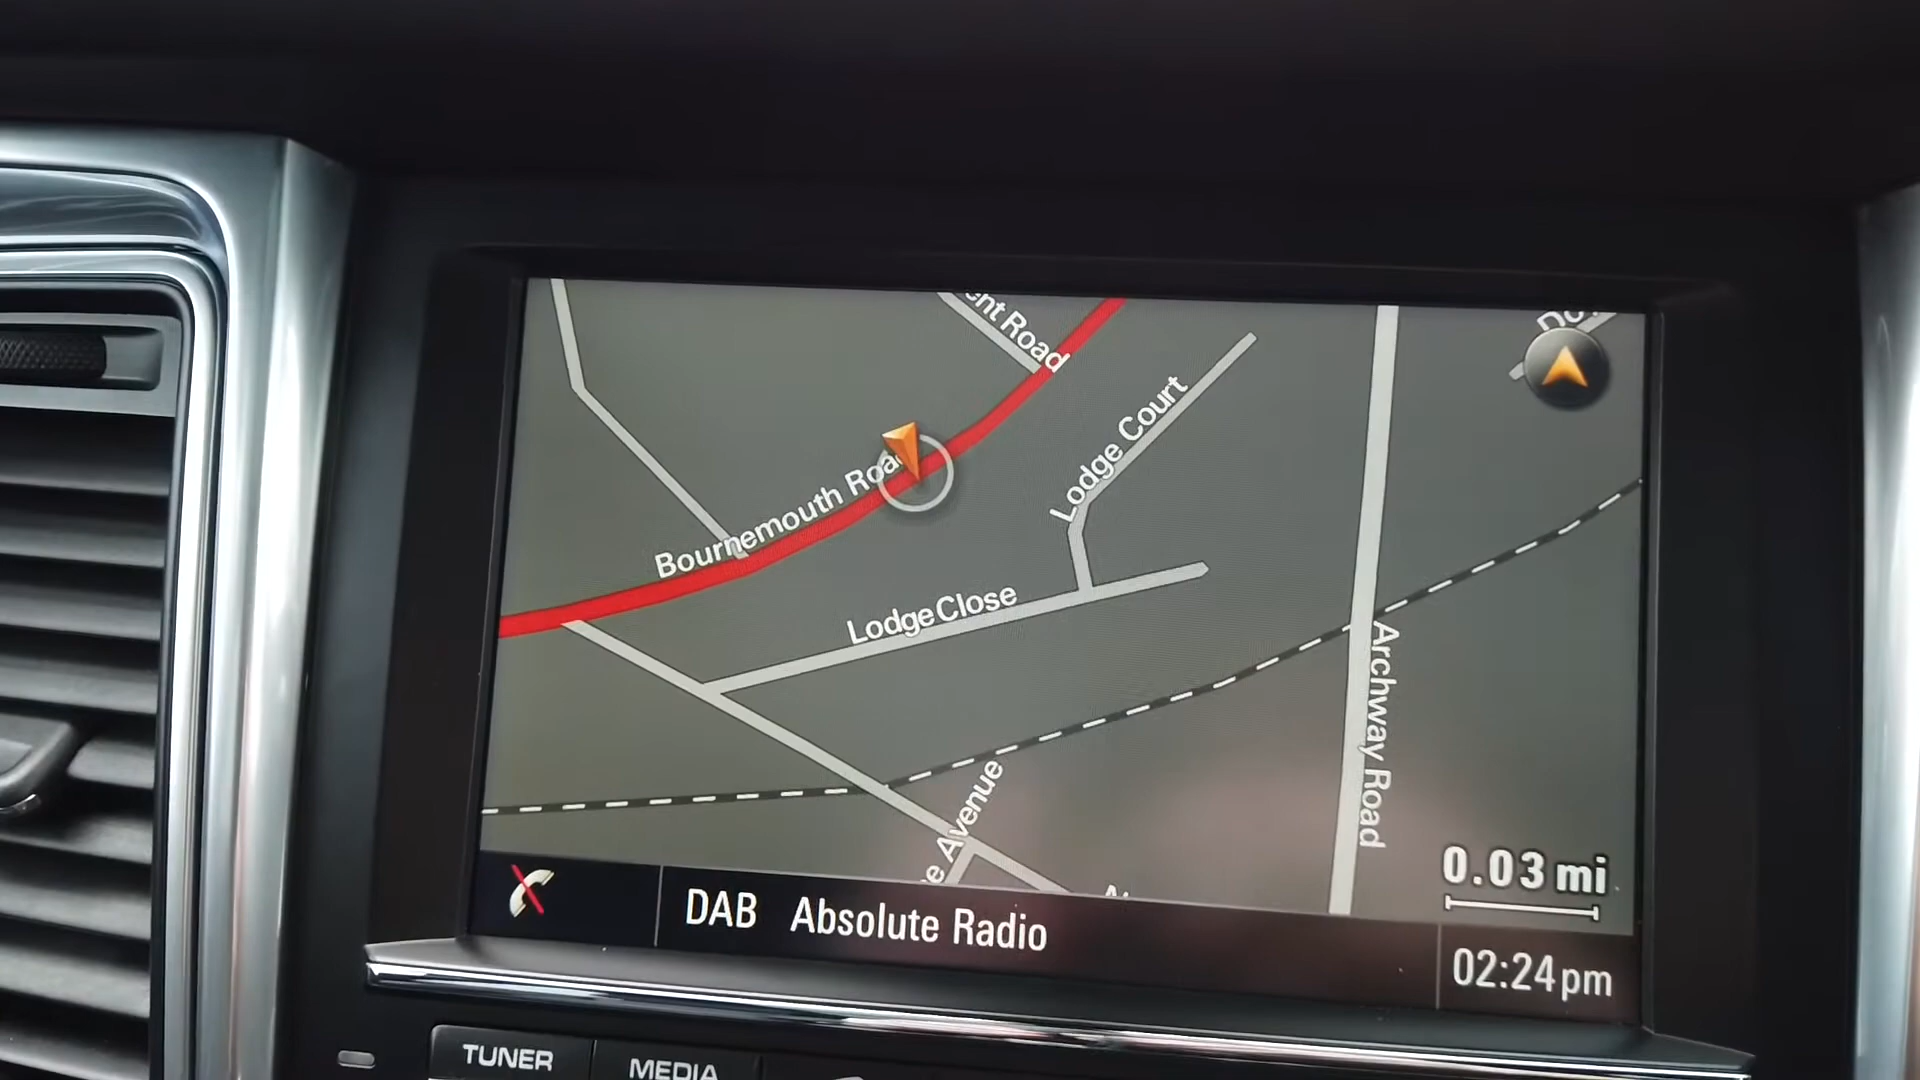 Road
Lodge Court
Bournemouth Road
Lodge Close
Archway Road
Avenue
0.03 mi
DAB Absolute Radio
02:24pm
TUNER
MEDIA